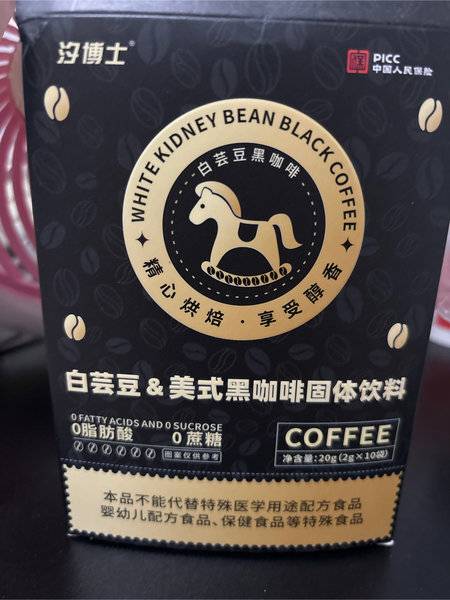 汐博士®
PICC
中国人民保险
WHITE KIDNEY BEAN BLACK COFFEE
白芸豆黑咖啡
精心烘焙·享受醇香
白芸豆&美式黑咖啡固体饮料
0 FATTY ACIDS AND 0 SUCROSE
0脂肪酸 0蔗糖
图案仅供参考
COFFEE
净含量:20g(2g×10袋)
本品不能代替特殊医学用途配方食品
婴幼儿配方食品、保健食品等特殊食品